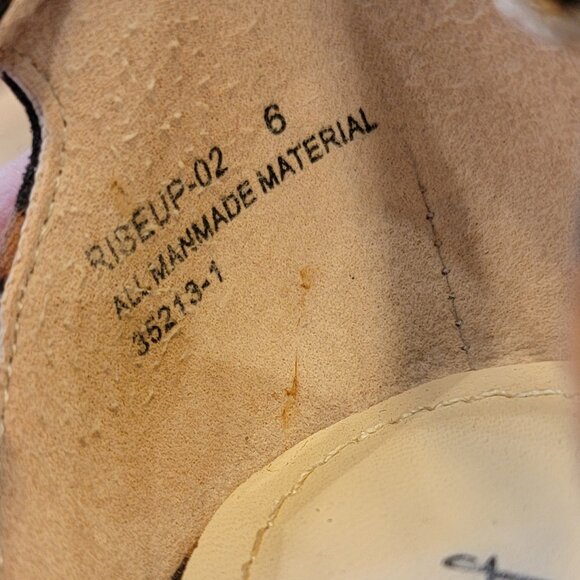 RISEUP-02 6
ALL MANMADE MATERIAL
35213-1